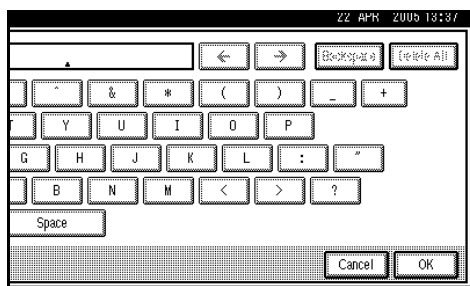 22 APR 2005 13:37
← → Backspace Delete All
^ & * ( ) _ +
T Y U I O P
G H J K L : "
B N M < > ?
Space
Cancel OK